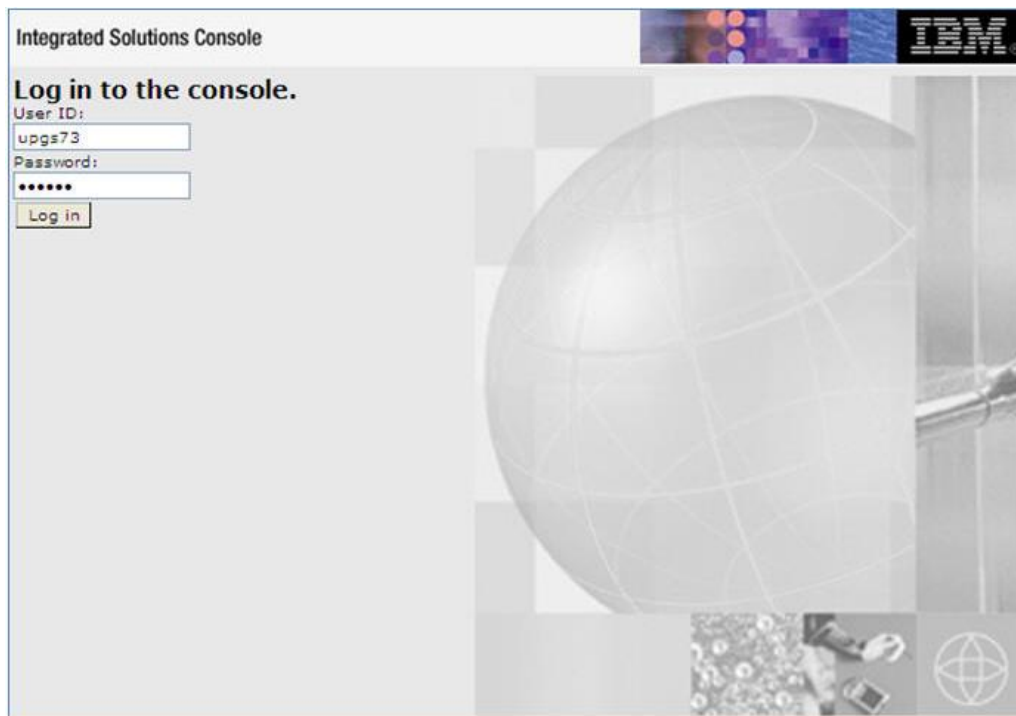 Integrated Solutions Console
IBM®
Log in to the console.
User ID:
upgs73
Password:
••••••
Log in